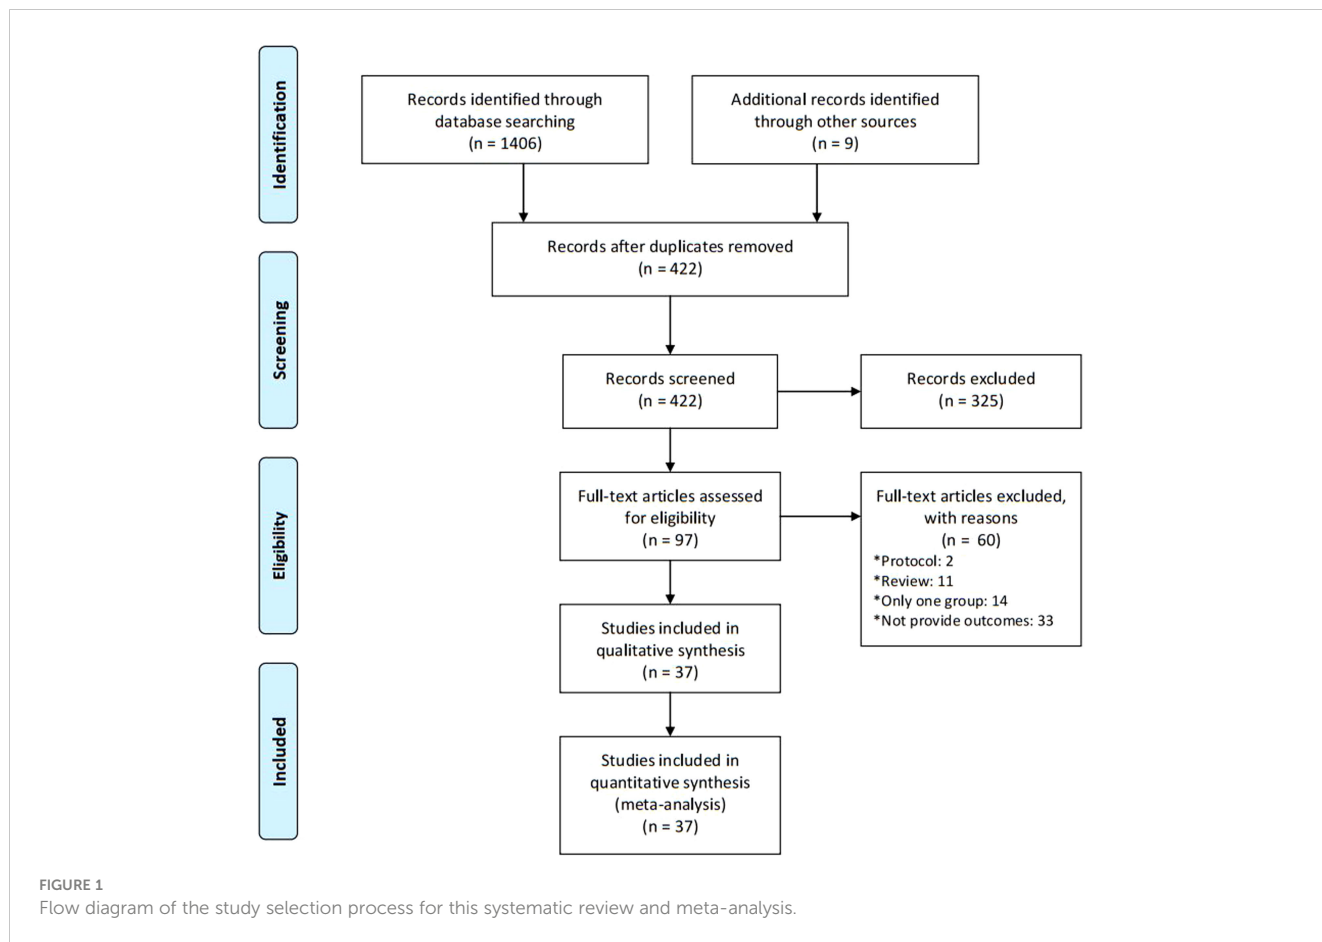 Identification
Records identified through
database searching
(n = 1406)
Additional records identified
through other sources
(n = 9)
Records after duplicates removed
(n = 422)
Screening
Records screened
(n = 422)
Records excluded
(n = 325)
Eligibility
Full-text articles assessed
for eligibility
(n = 97)
Full-text articles excluded,
with reasons
(n = 60)
*Protocol: 2
*Review: 11
*Only one group: 14
*Not provide outcomes: 33
Studies included in
qualitative synthesis
(n = 37)
Included
Studies included in
quantitative synthesis
(meta-analysis)
(n = 37)
FIGURE 1
Flow diagram of the study selection process for this systematic review and meta-analysis.